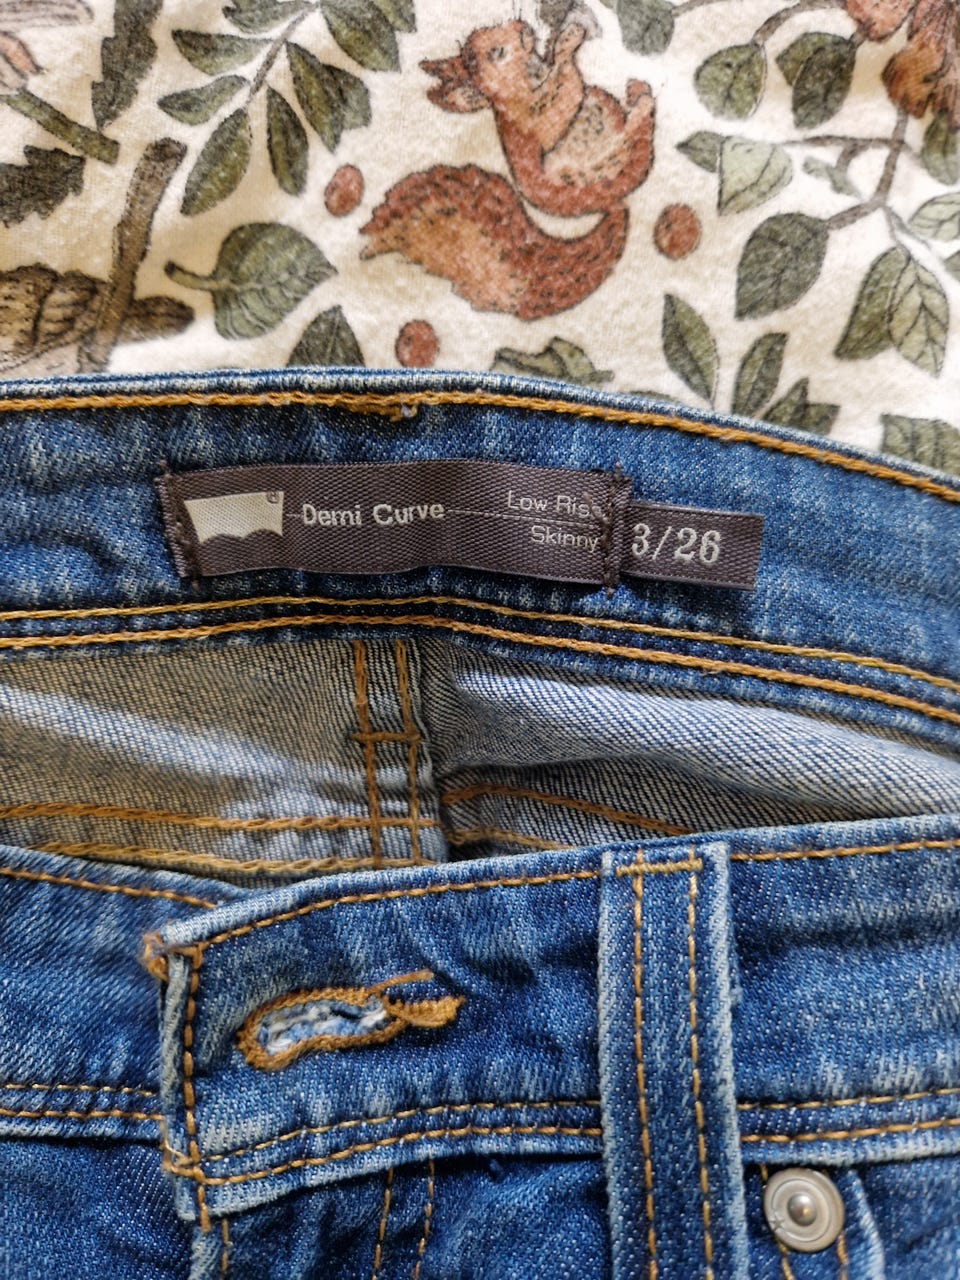 Demi Curve
Low Rise
Skinny
3/26
®